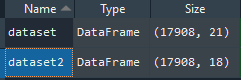 Name Type Size
dataset DataFrame (17908, 21)
dataset2 DataFrame (17908, 18)